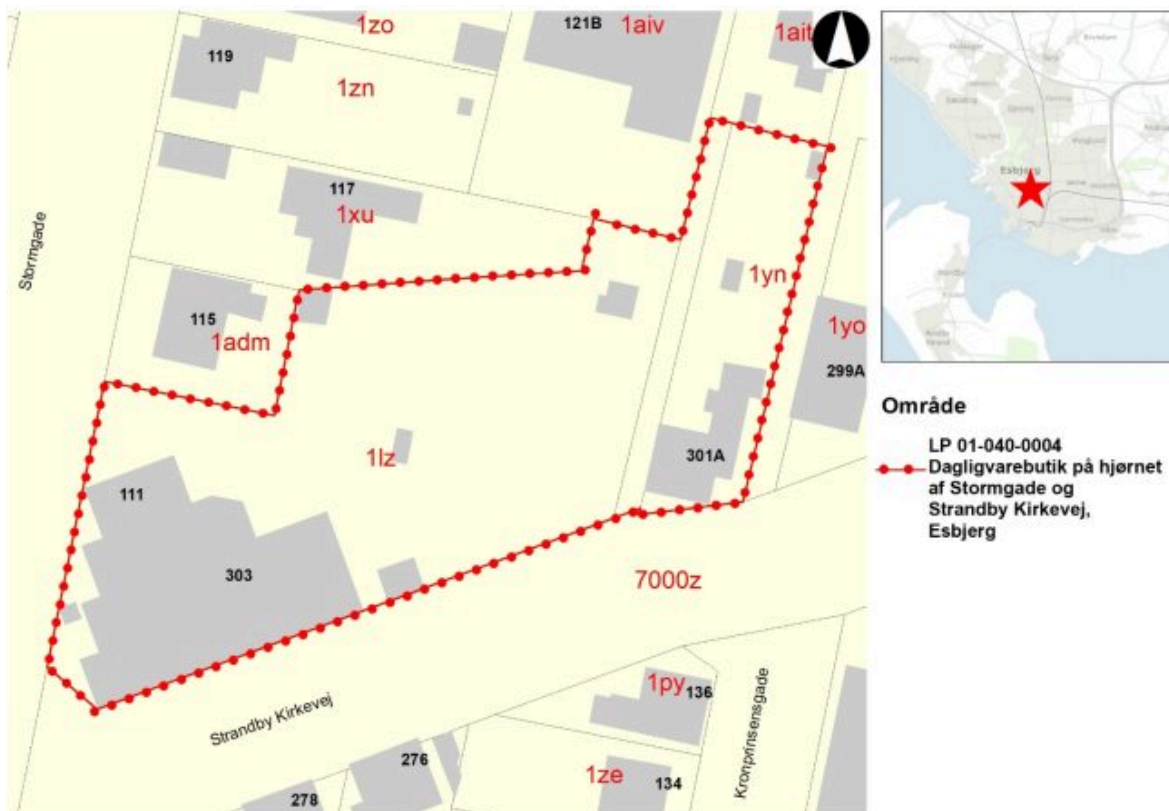 1zo
121B
1aiv
1ait
119
1zn
117
1xu
Stormgade
1yn
115
1adm
1yo
299A
1lz
301A
111
303
7000z
Strandby Kirkevej
1py
136
Kronprinsensgade
276
1ze
134
278
Esbjerg
Område
LP 01-040-0004
Dagligvarebutik på hjørnet
af Stormgade og
Strandby Kirkevej,
Esbjerg